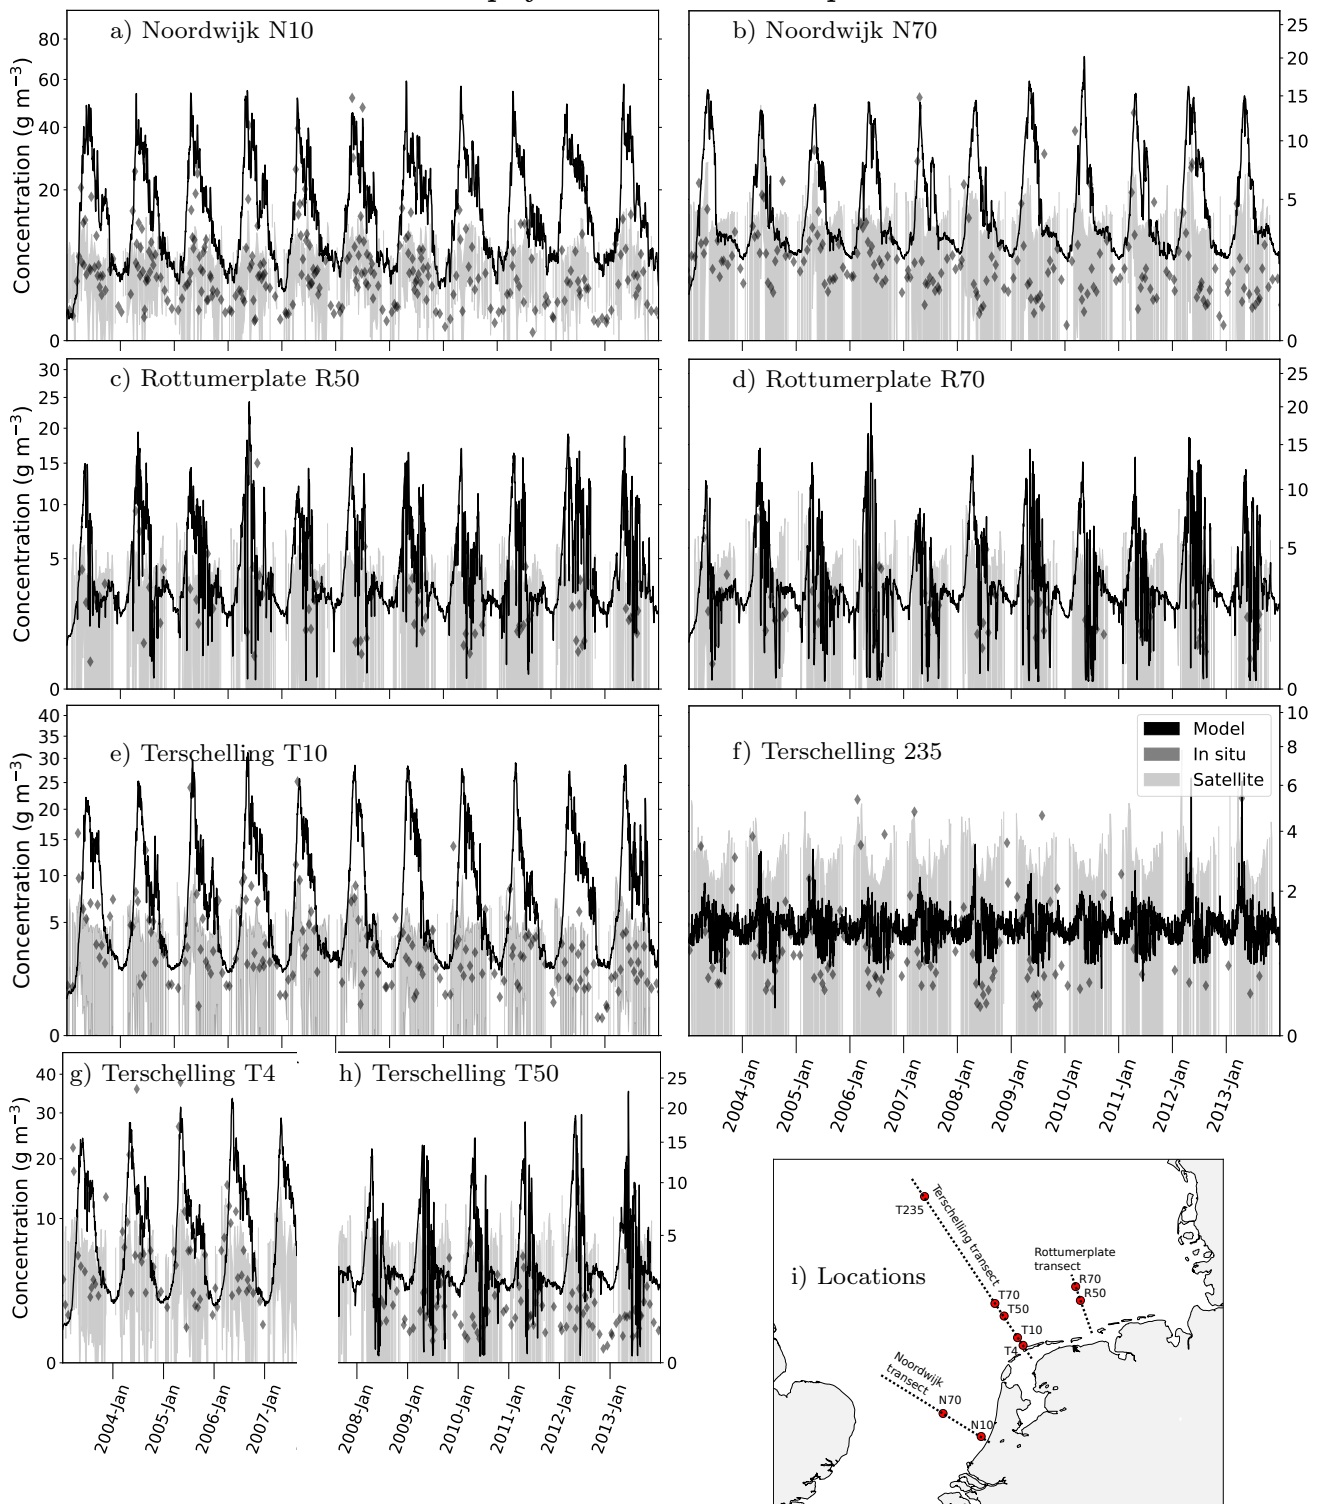 a) Noordwijk N10
80
60
40
20
0
Concentration (g m⁻³)
b) Noordwijk N70
25
20
15
10
5
0
c) Rottumerplate R50
30
25
20
15
10
5
0
Concentration (g m⁻³)
d) Rottumerplate R70
25
20
15
10
5
0
e) Terschelling T10
40
35
30
25
20
15
10
5
0
Concentration (g m⁻³)
f) Terschelling 235
Model
In situ
Satellite
10
8
6
4
2
0
2004-Jan
2005-Jan
2006-Jan
2007-Jan
2008-Jan
2009-Jan
2010-Jan
2011-Jan
2012-Jan
2013-Jan
g) Terschelling T4
40
30
20
10
0
Concentration (g m⁻³)
2004-Jan
2005-Jan
2006-Jan
2007-Jan
h) Terschelling T50
25
20
15
10
5
0
2008-Jan
2009-Jan
2010-Jan
2011-Jan
2012-Jan
2013-Jan
i) Locations
T235
Terschelling transect
Rottumerplate
transect
R70
R50
T70
T50
T10
T4
Noordwijk
transect
N70
N10